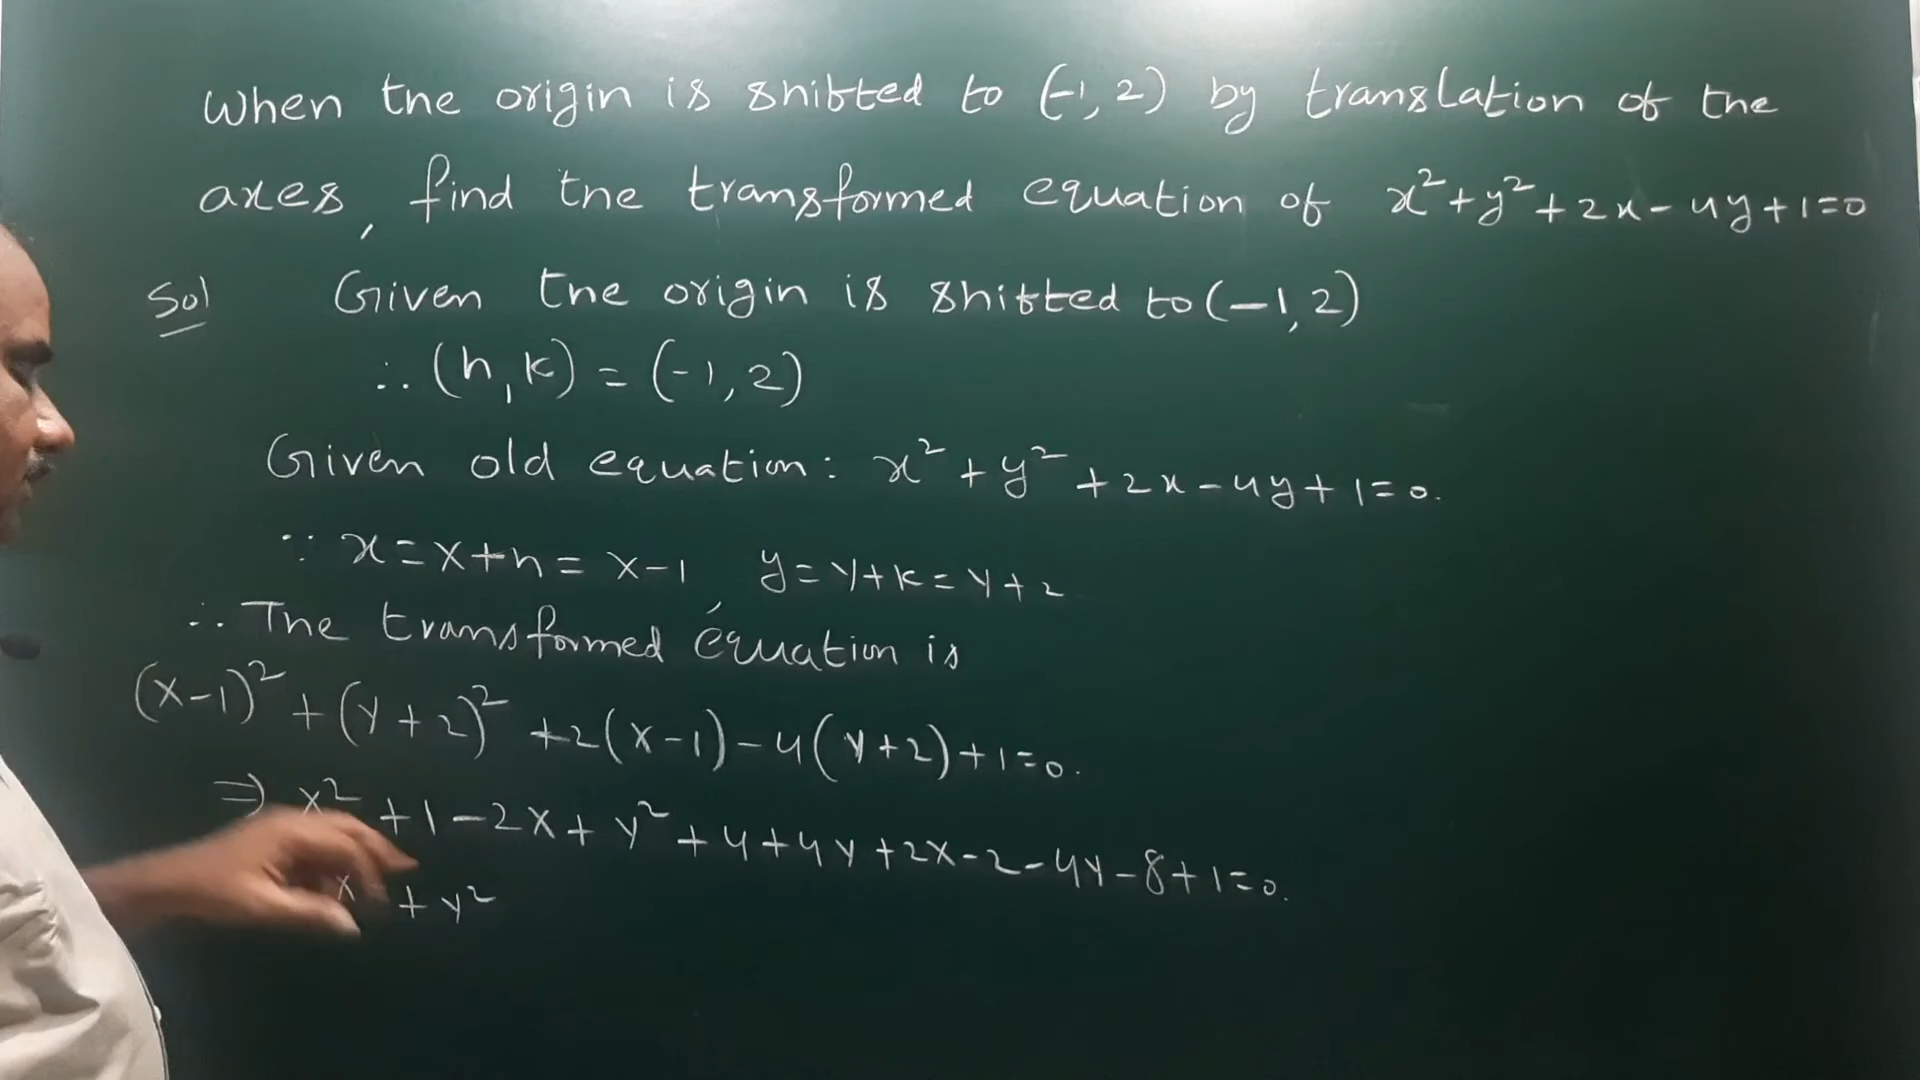 When the origin is shifted to (-1, 2) by translation of the
axes, find the transformed equation of x²+y²+2x-4y+1=0
Sol Given the origin is shifted to (-1, 2)
∴ (h, k) = (-1, 2)
Given old equation: x²+y²+2x-4y+1=0.
∵ x=X+h=X-1, y=Y+k=Y+2
∴ The transformed equation is
(X-1)²+(Y+2)²+2(X-1)-4(Y+2)+1=0.
⇒ X²+1-2X+Y²+4+4Y+2X-2-4Y-8+1=0.
X +Y²